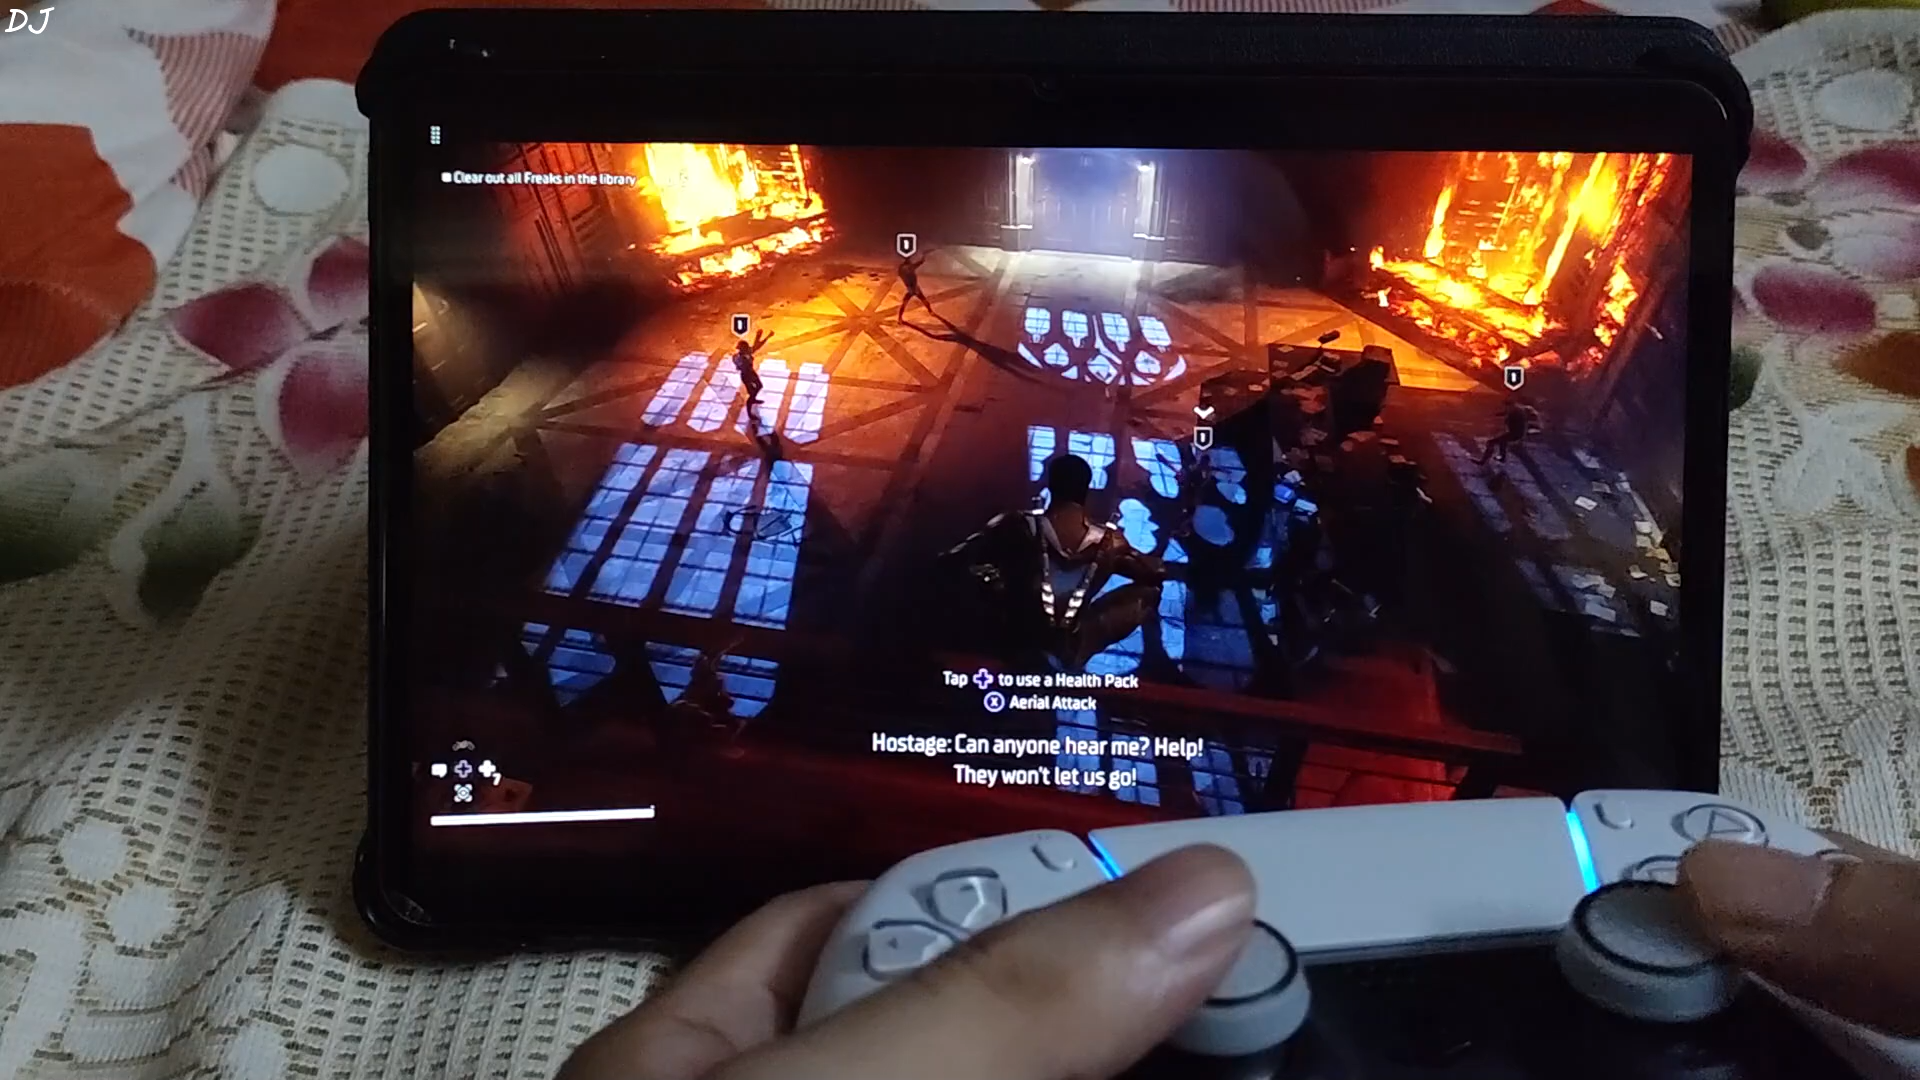 DJ
Clear out all Freaks in the library
Tap to use a Health Pack
X Aerial Attack
Hostage: Can anyone hear me? Help!
They won't let us go!
7